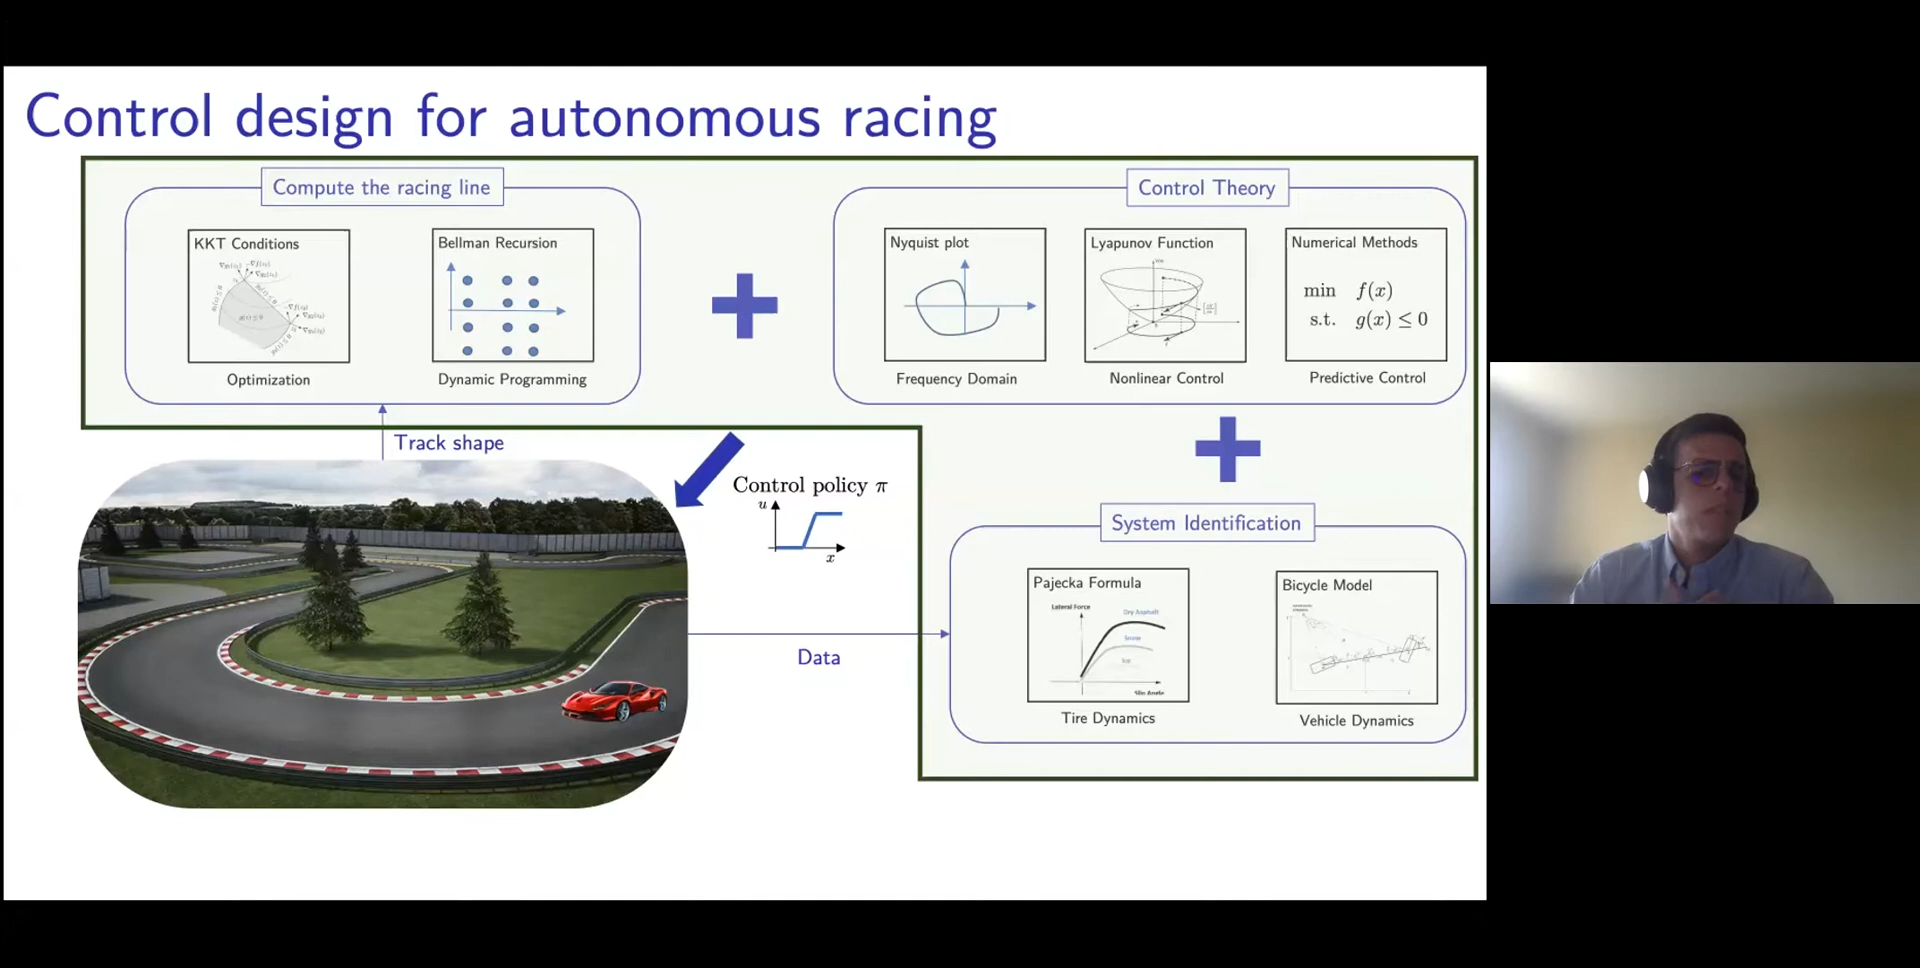 Control design for autonomous racing
Compute the racing line
KKT Conditions
Optimization
Bellman Recursion
Dynamic Programming
Control Theory
Nyquist plot
Frequency Domain
Lyapunov Function
Nonlinear Control
Numerical Methods
min f(x)
s.t. g(x) ≤ 0
Predictive Control
Track shape
Control policy π
u
x
Data
System Identification
Pajecka Formula
Lateral Force
Dry Asphalt
Snow
Ice
Slip Angle
Tire Dynamics
Bicycle Model
Vehicle Dynamics